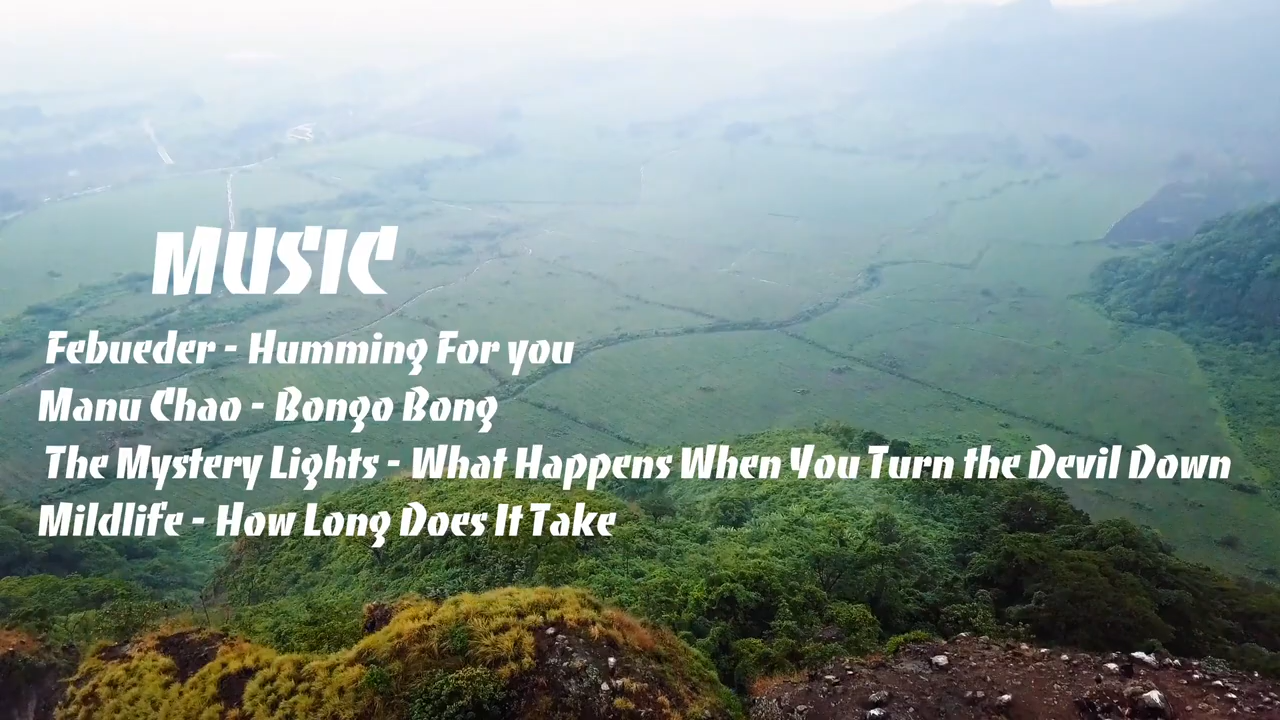 MUSIC
Febueder - Humming For you
Manu Chao - Bongo Bong
The Mystery Lights - What Happens When You Turn the Devil Down
Mildlife - How Long Does It Take